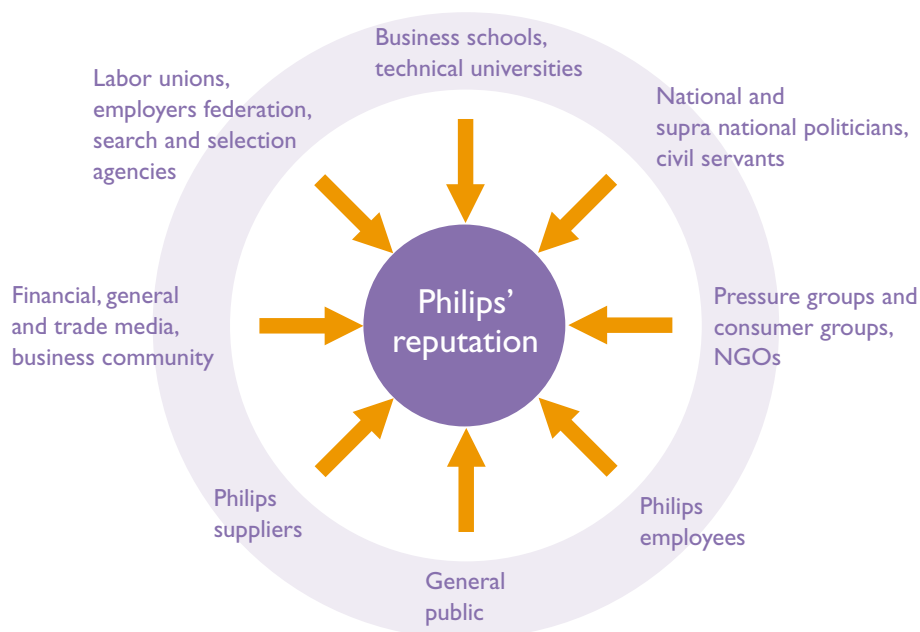 Business schools,
technical universities
Labor unions,
employers federation,
search and selection
agencies
National and
supra national politicians,
civil servants
Financial, general
and trade media,
business community
Philips’
reputation
Pressure groups and
consumer groups,
NGOs
Philips
suppliers
Philips
employees
General
public